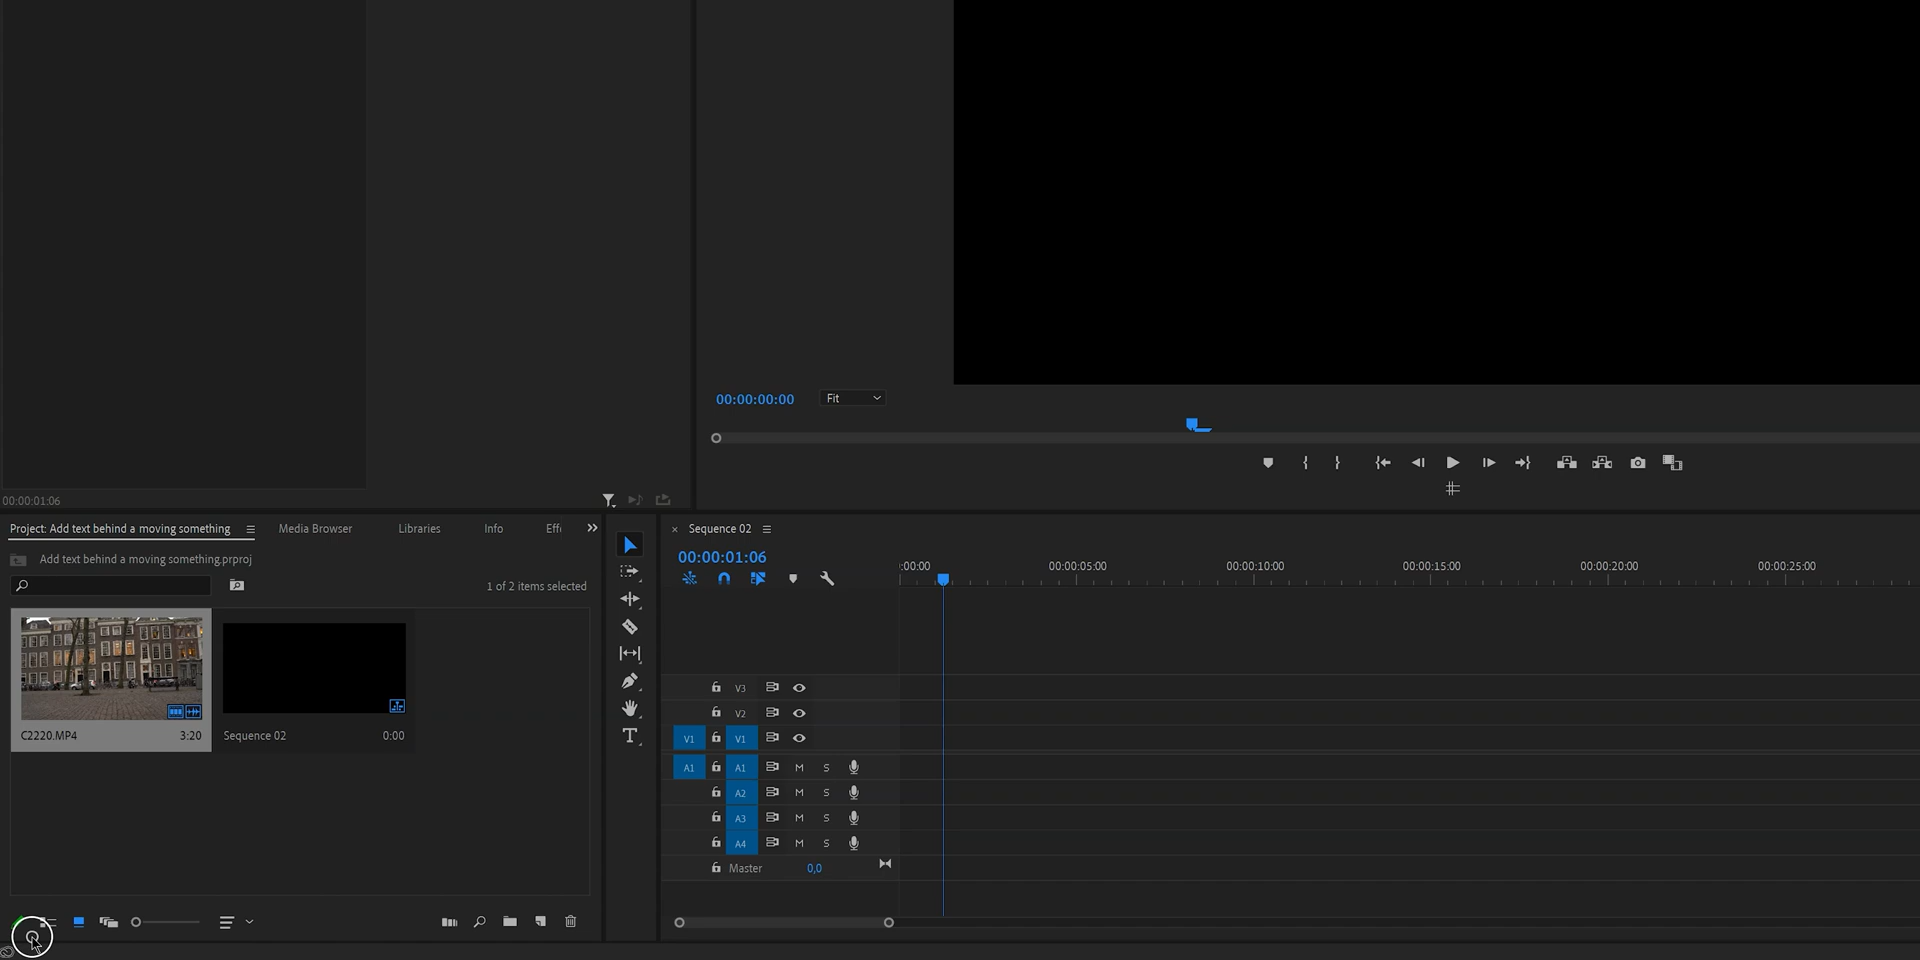 00:00:00:00
Fit
00:00:01:06
Project: Add text behind a moving something
Media Browser
Libraries
Info
Eff
Sequence 02
Add text behind a moving something.prproj
00:00:01:06
1 of 2 items selected
:00:00
00:00:05:00
00:00:10:00
00:00:15:00
00:00:20:00
00:00:25:00
V3
V2
C2220.MP4
3:20
Sequence 02
0:00
V1
V1
A1
A1
M
S
A2
M
S
A3
M
S
A4
M
S
Master
0,0